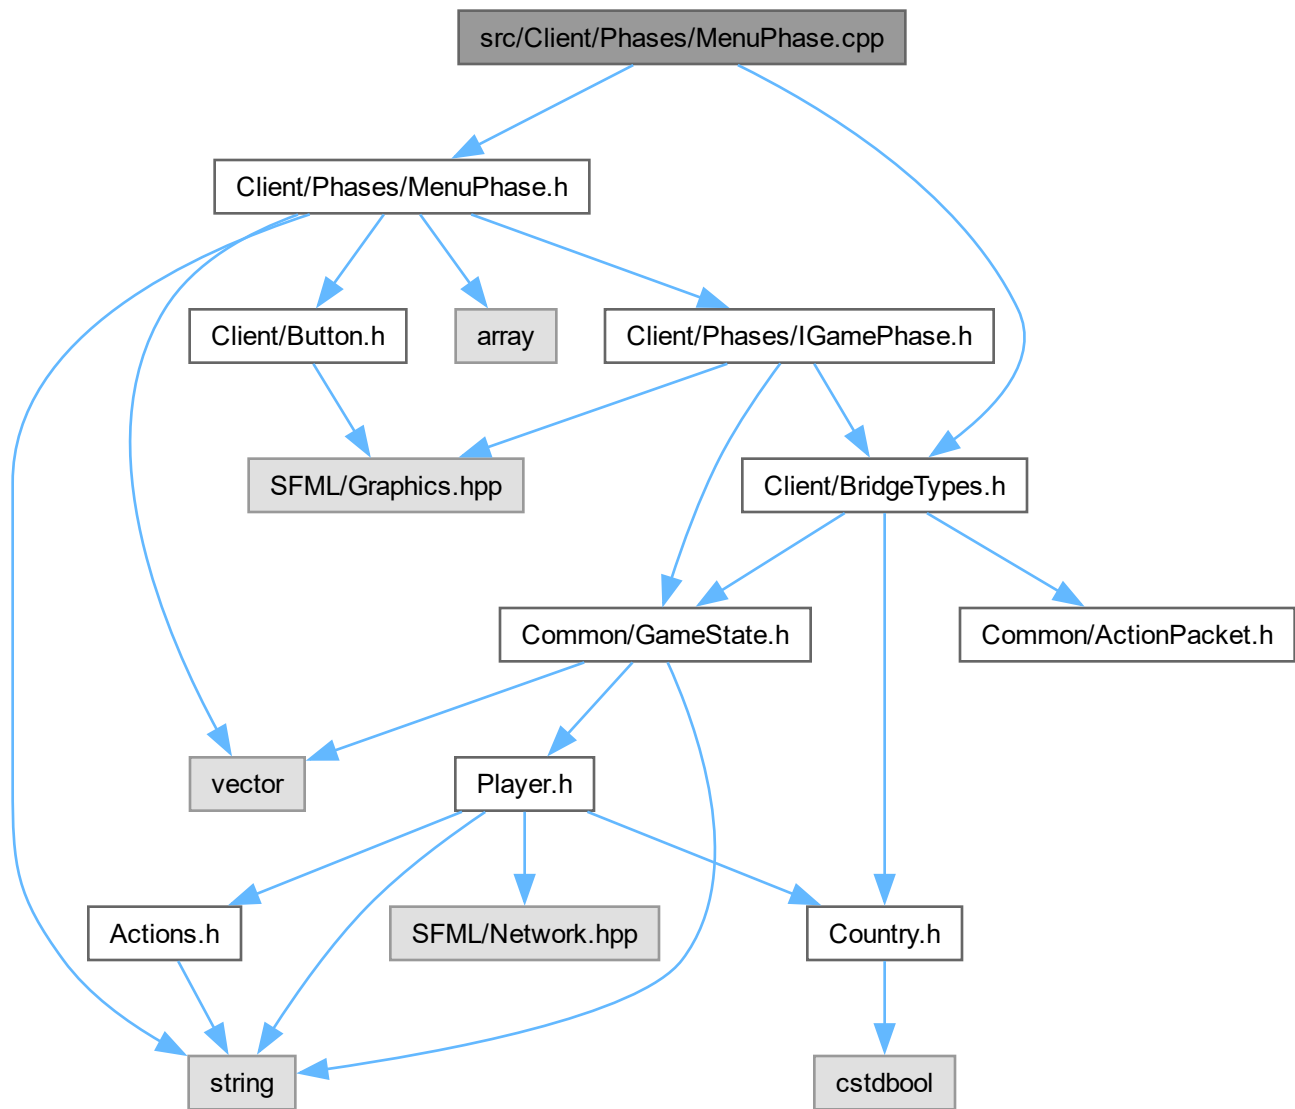 src/Client/Phases/MenuPhase.cpp
Client/Phases/MenuPhase.h
Client/Button.h
array
Client/Phases/IGamePhase.h
SFML/Graphics.hpp
Client/BridgeTypes.h
Common/GameState.h
Common/ActionPacket.h
vector
Player.h
Actions.h
SFML/Network.hpp
Country.h
string
cstdbool